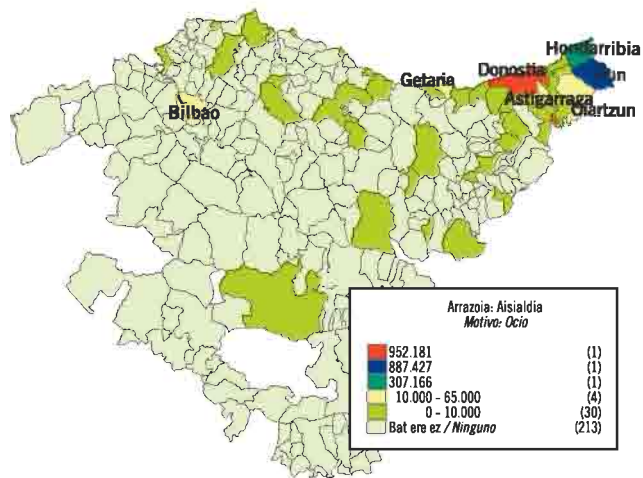 Hondarribia
Donostia
Getaria
Astigarraga
Oiartzun
Bilbao
Arrazoia: Aisialdia
Motivo: Ocio
952.181 (1)
887.427 (1)
307.166 (1)
10.000 - 65.000 (4)
0 - 10.000 (30)
Bat ere ez / Ninguno (213)